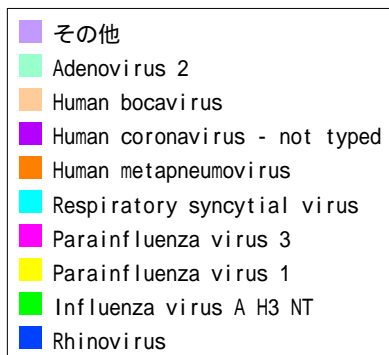 その他
Adenovirus 2
Human bocavirus
Human coronavirus - not typed
Human metapneumovirus
Respiratory syncytial virus
Parainfluenza virus 3
Parainfluenza virus 1
Influenza virus A H3 NT
Rhinovirus